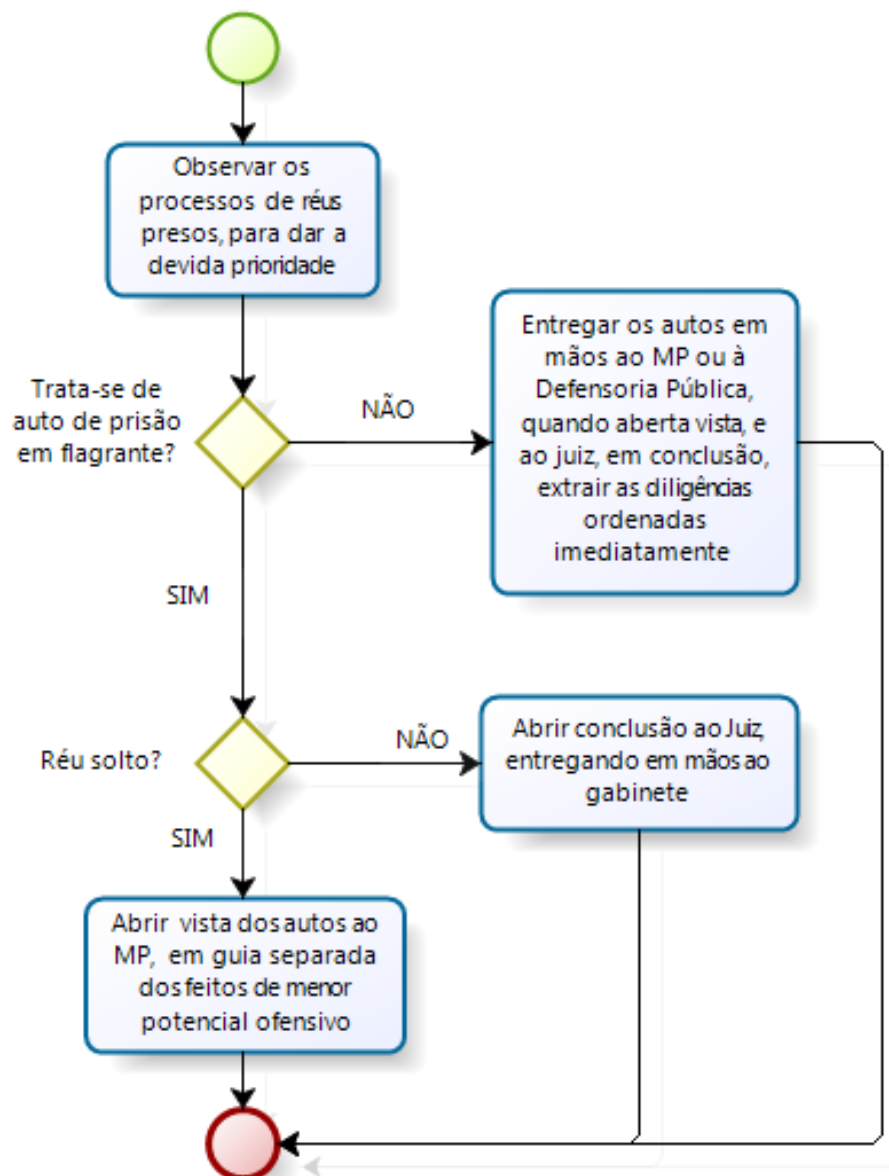 Observar os
processos de réus
presos, para dar a
devida prioridade
Trata-se de
auto de prisão
em flagrante?
NÃO
Entregar os autos em
mãos ao MP ou à
Defensoria Pública,
quando aberta vista, e
ao juiz, em conclusão,
extrair as diligências
ordenadas
imediatamente
SIM
Réu solto?
NÃO
Abrir conclusão ao Juiz,
entregando em mãos ao
gabinete
SIM
Abrir vista dos autos ao
MP, em guia separada
dos feitos de menor
potencial ofensivo